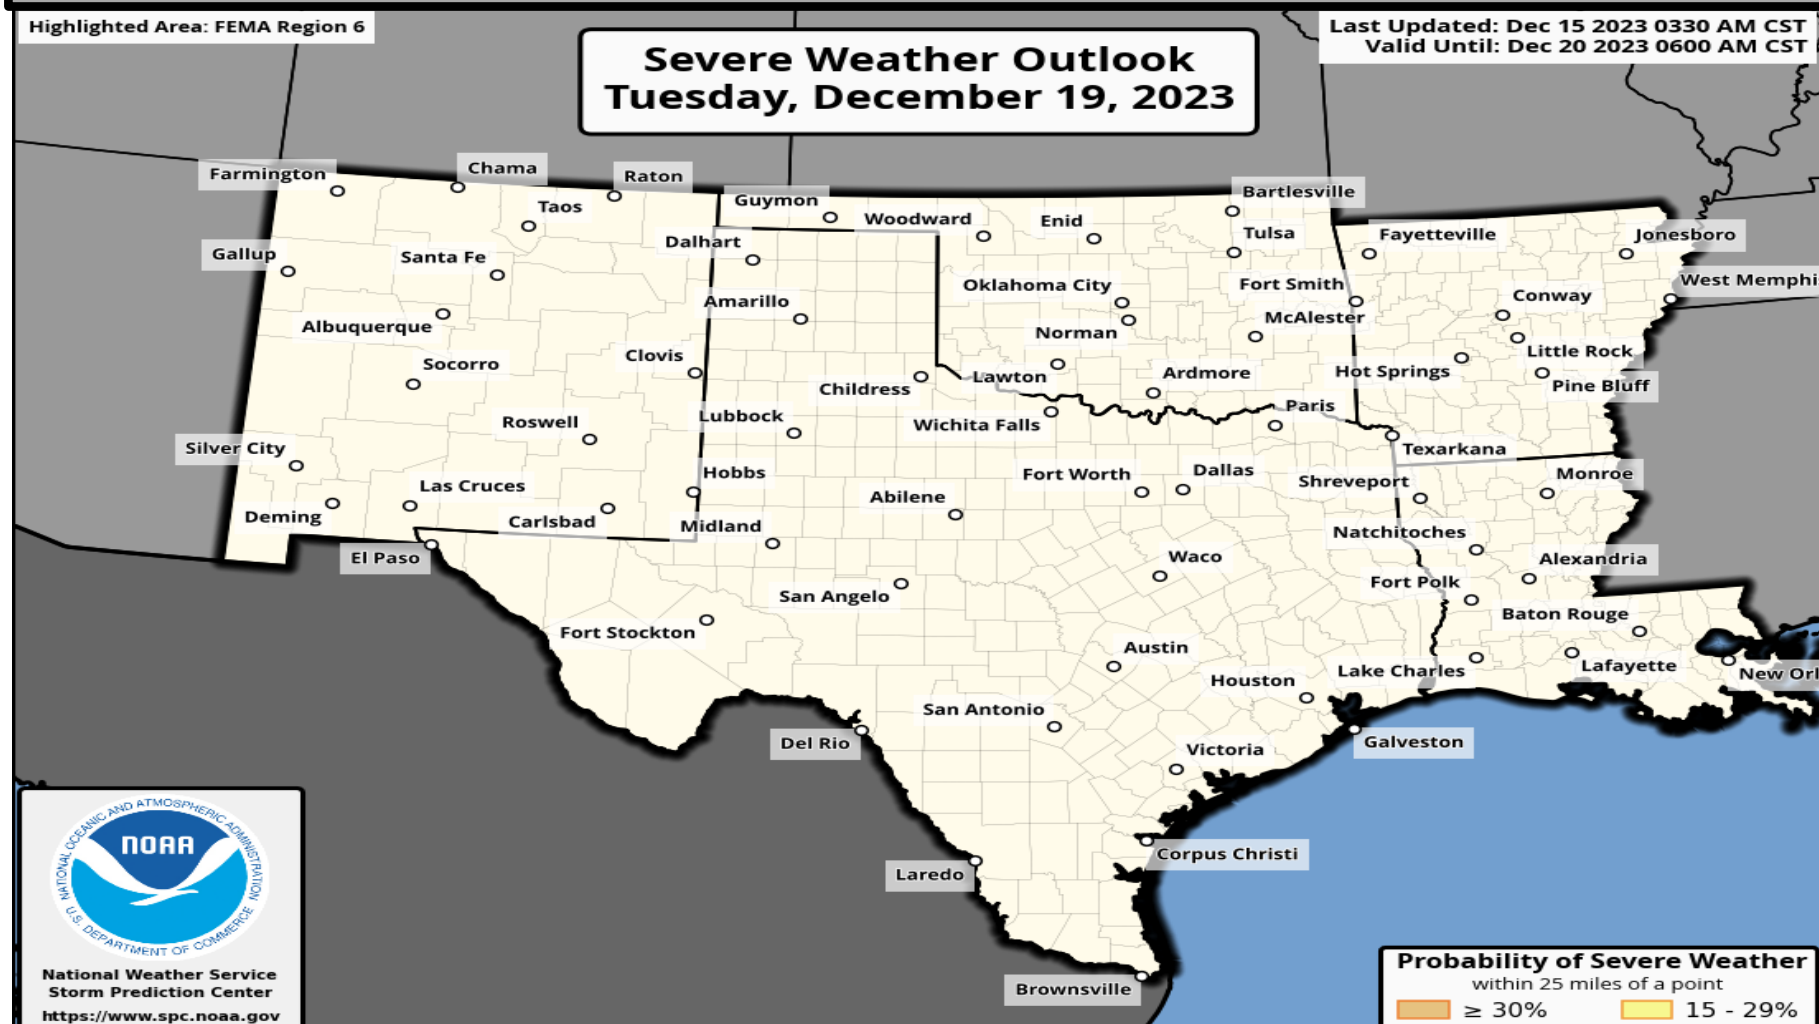 Highlighted Area: FEMA Region 6
Severe Weather Outlook
Tuesday, December 19, 2023
Last Updated: Dec 15 2023 0330 AM CST
Valid Until: Dec 20 2023 0600 AM CST
Farmington
Chama
Raton
Taos
Guymon
Woodward
Enid
Bartlesville
Tulsa
Fayetteville
Jonesboro
Gallup
Santa Fe
Dalhart
Oklahoma City
Fort Smith
Conway
West Memphi
Albuquerque
Amarillo
Norman
McAlester
Little Rock
Socorro
Clovis
Childress
Lawton
Ardmore
Hot Springs
Pine Bluff
Roswell
Lubbock
Wichita Falls
Paris
Texarkana
Silver City
Las Cruces
Hobbs
Abilene
Fort Worth
Dallas
Shreveport
Monroe
Deming
Carlsbad
Midland
Natchitoches
El Paso
San Angelo
Waco
Fort Polk
Alexandria
Fort Stockton
Austin
Baton Rouge
Houston
Lake Charles
Lafayette
New Orl
San Antonio
Del Rio
Victoria
Galveston
Laredo
Corpus Christi
Brownsville
NATIONAL OCEANIC AND ATMOSPHERIC ADMINISTRATION
NOAA
U.S. DEPARTMENT OF COMMERCE
National Weather Service
Storm Prediction Center
https://www.spc.noaa.gov
Probability of Severe Weather
within 25 miles of a point
≥ 30%
15 - 29%